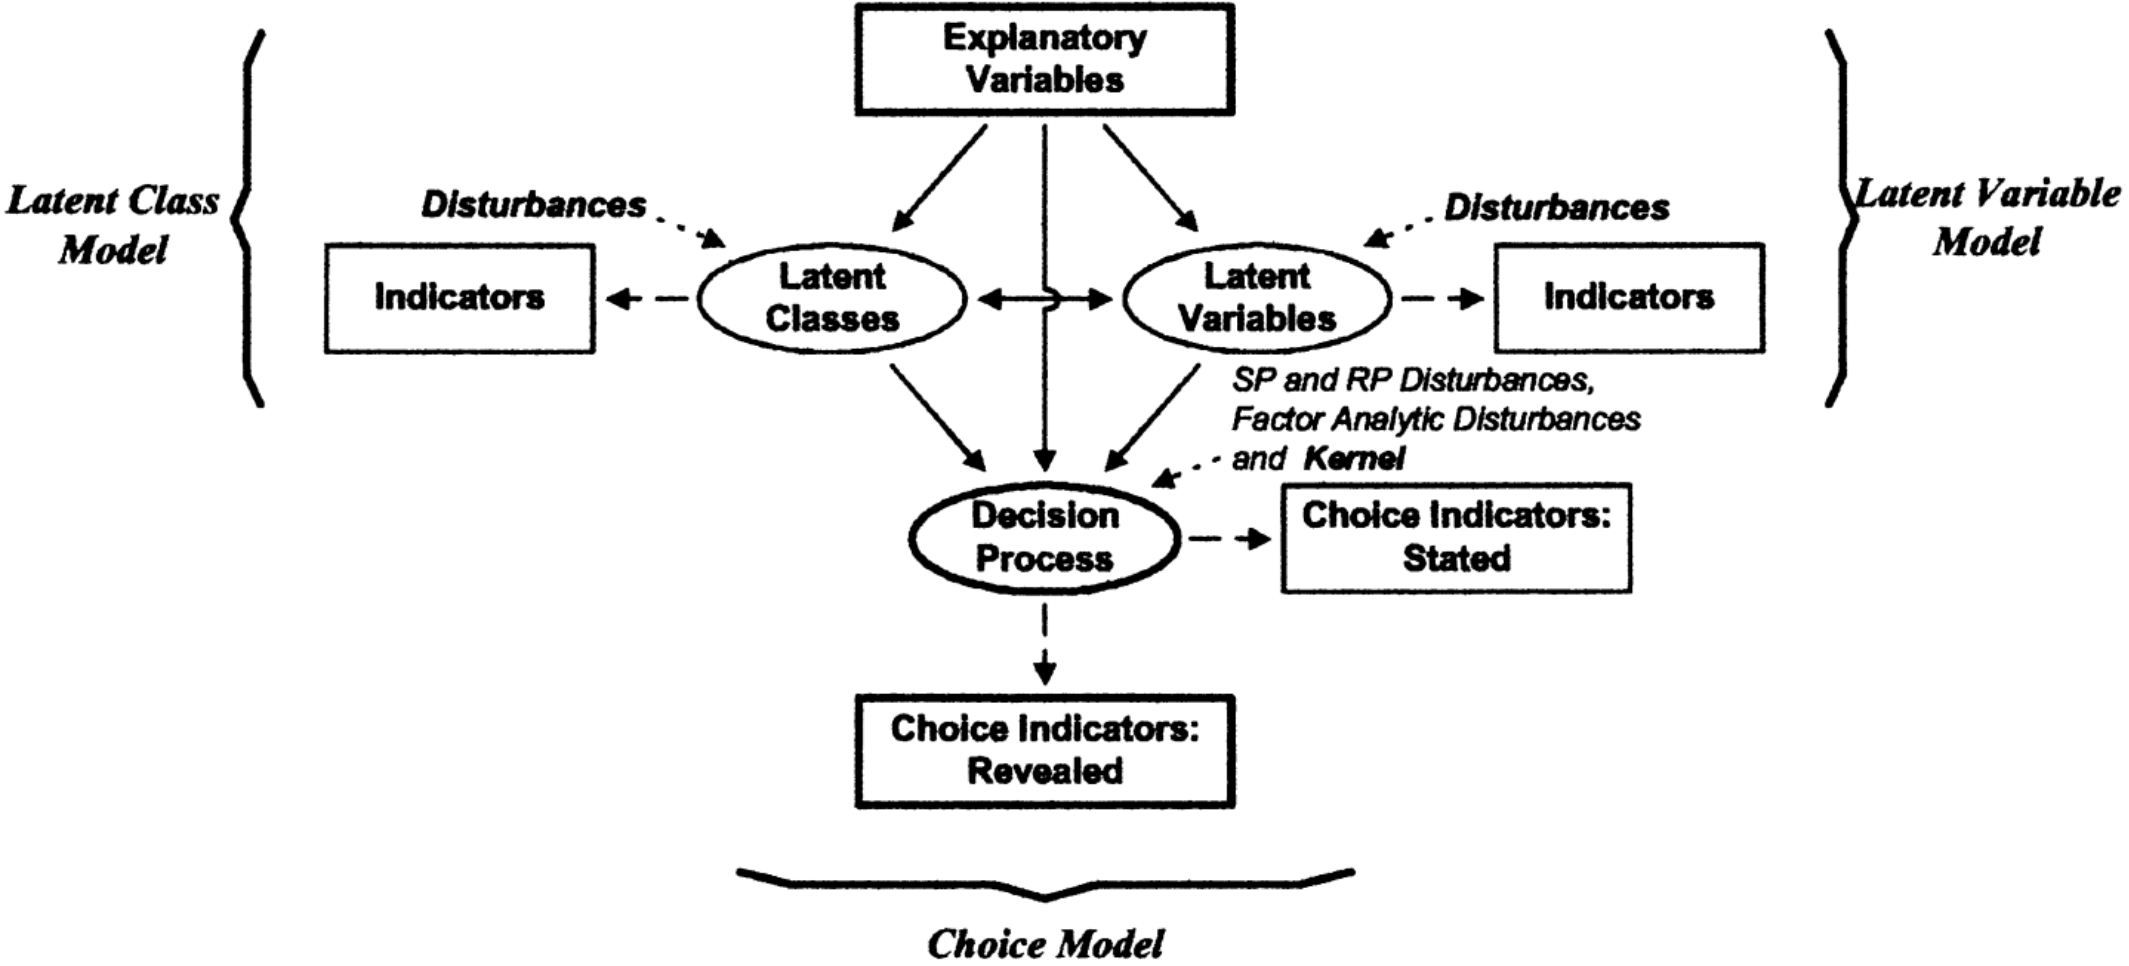 Explanatory
Variables
Latent Class
Model
Disturbances
Disturbances
Latent Variable
Model
Indicators
Latent
Classes
Latent
Variables
Indicators
SP and RP Disturbances,
Factor Analytic Disturbances
and Kernel
Decision
Process
Choice Indicators:
Stated
Choice Indicators:
Revealed
Choice Model